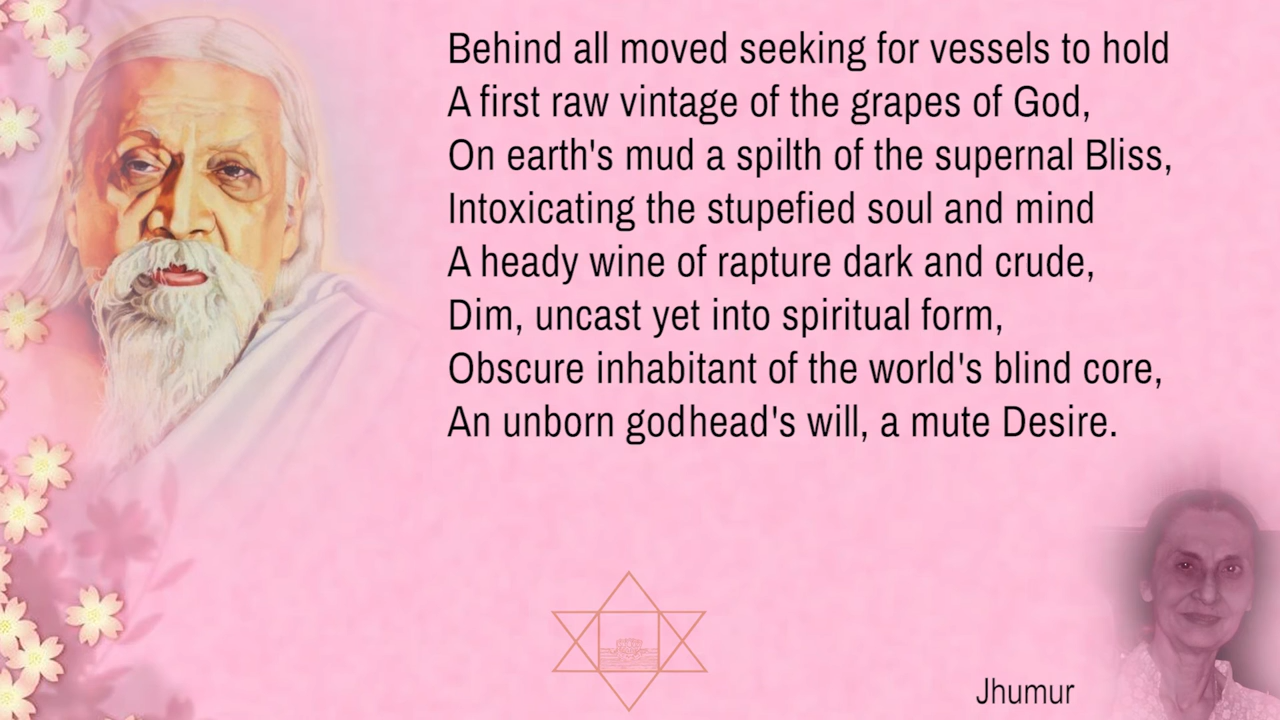 Behind all moved seeking for vessels to hold
A first raw vintage of the grapes of God,
On earth's mud a spilth of the supernal Bliss,
Intoxicating the stupefied soul and mind
A heady wine of rapture dark and crude,
Dim, uncast yet into spiritual form,
Obscure inhabitant of the world's blind core,
An unborn godhead's will, a mute Desire.
Jhumur